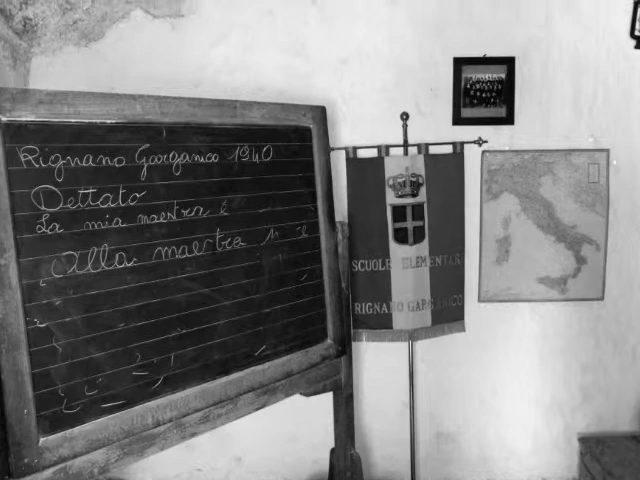 Rignano Garganico 1940
Dettato
La mia maestra è
Alla maestra
SCUOLE ELEMENTARI
RIGNANO GARGANICO